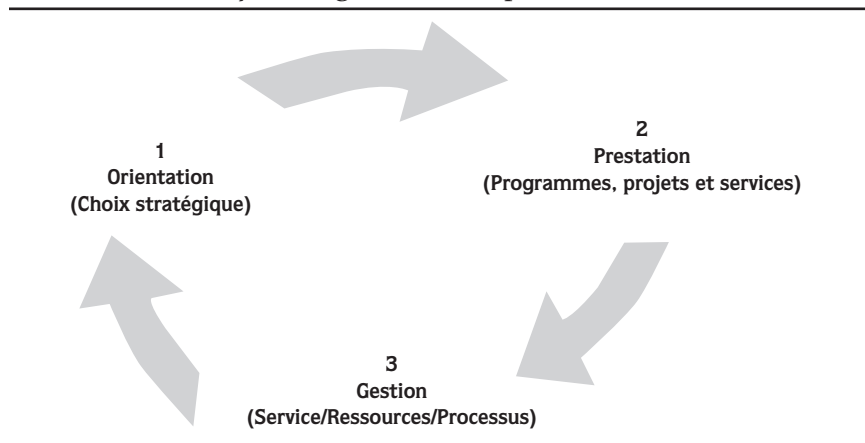 1
Orientation
(Choix stratégique)
2
Prestation
(Programmes, projets et services)
3
Gestion
(Service/Ressources/Processus)